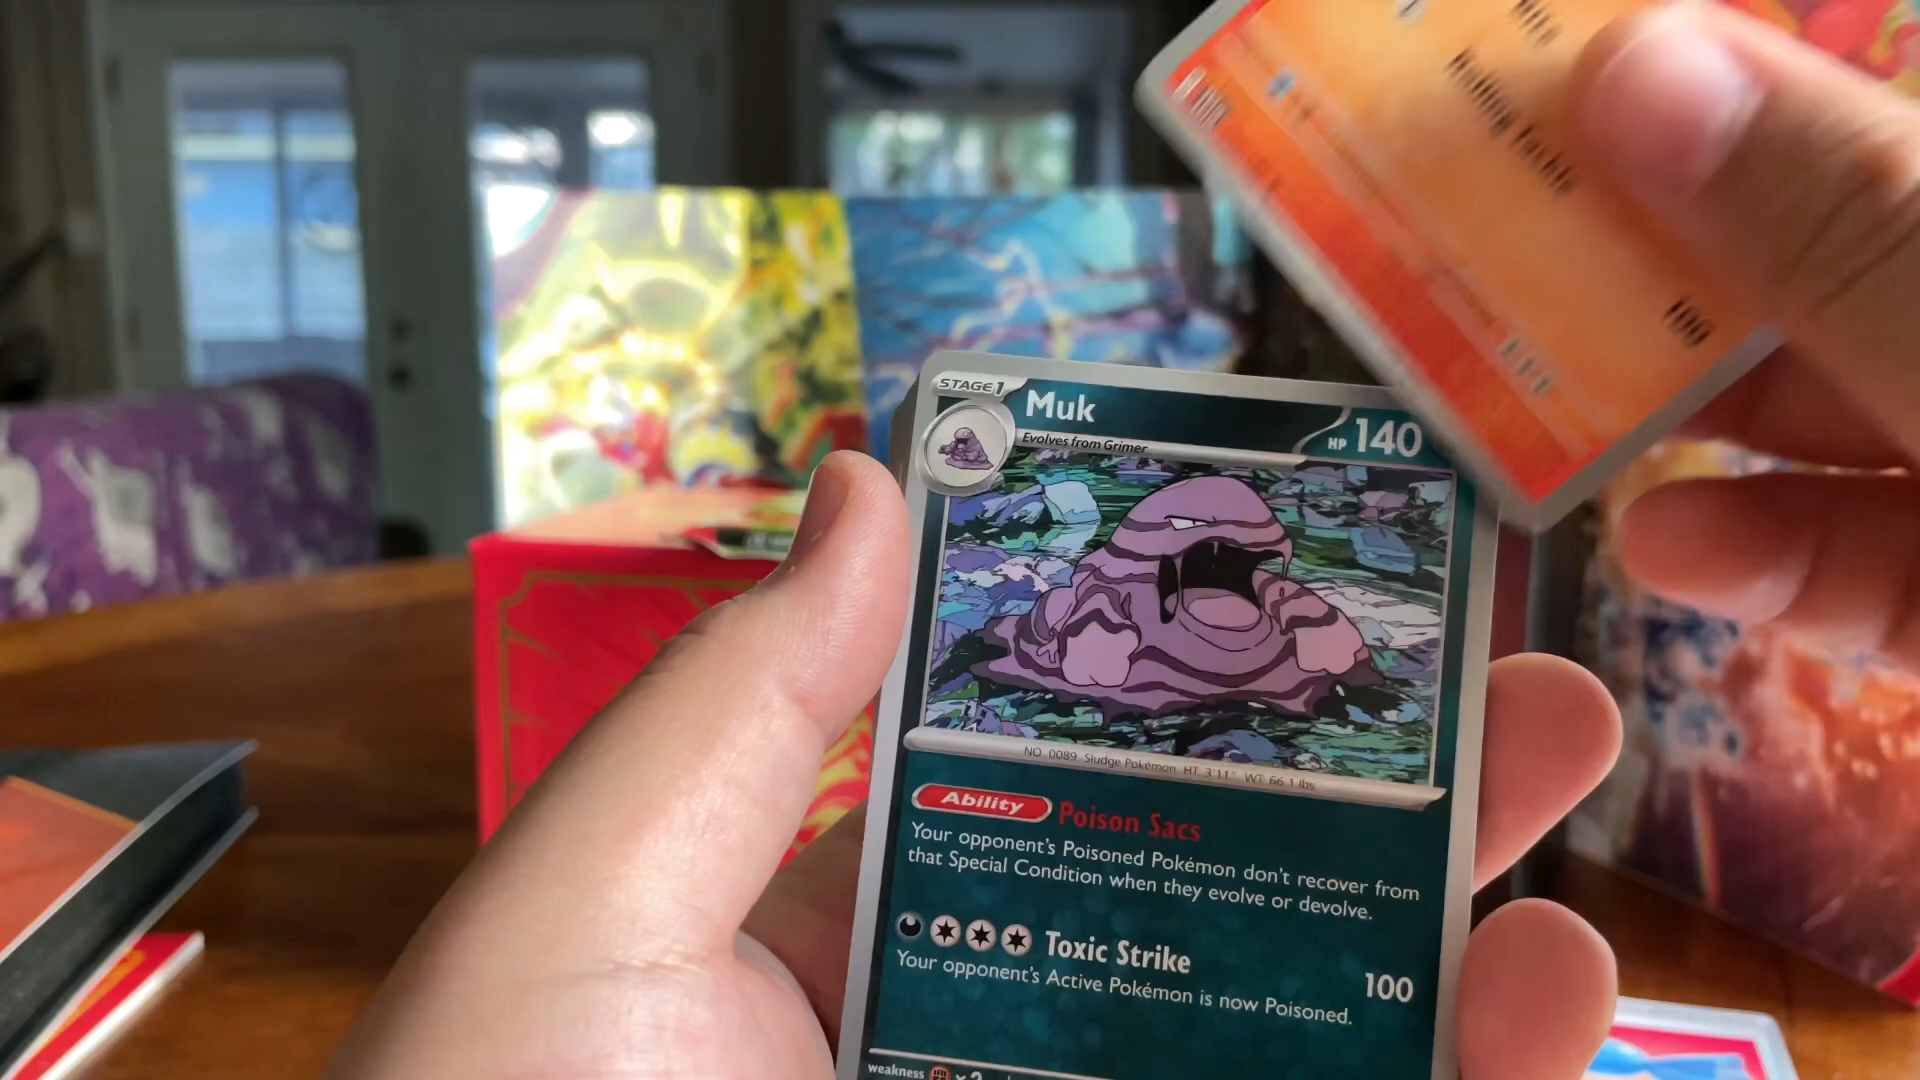 STAGE 1
Muk
HP 140
Evolves from Grimer
NO. 0089 Sludge Pokémon HT. 3'11" WT. 66.1 lbs.
Ability Poison Sacs
Your opponent's Poisoned Pokémon don't recover from
that Special Condition when they evolve or devolve.
Toxic Strike
100
Your opponent's Active Pokémon is now Poisoned.
weakness